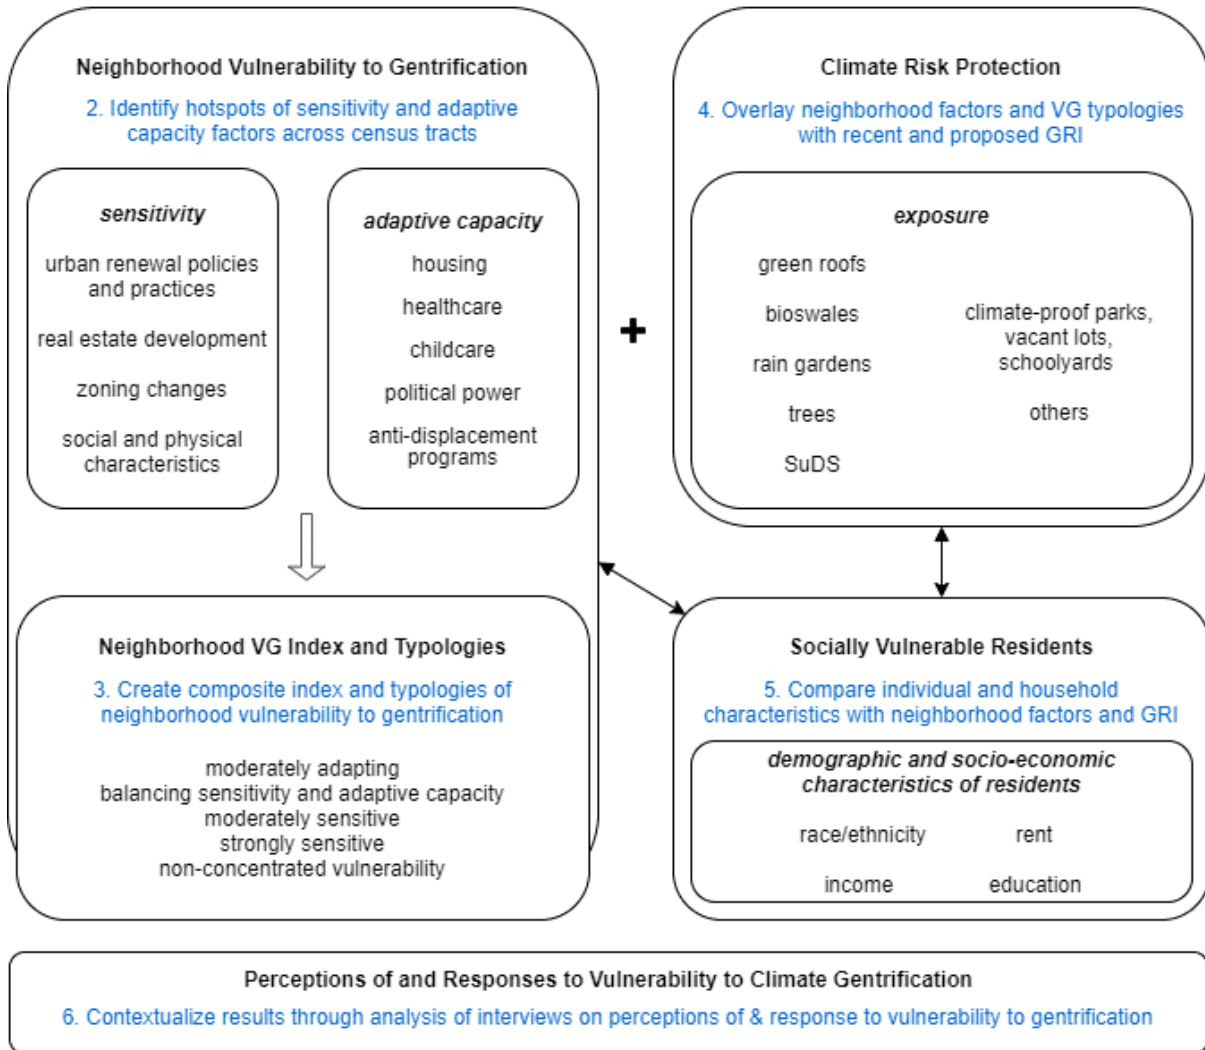 Neighborhood Vulnerability to Gentrification
2. Identify hotspots of sensitivity and adaptive
capacity factors across census tracts
sensitivity
urban renewal policies
and practices
real estate development
zoning changes
social and physical
characteristics
adaptive capacity
housing
healthcare
childcare
political power
anti-displacement
programs
+
Climate Risk Protection
4. Overlay neighborhood factors and VG typologies
with recent and proposed GRI
exposure
green roofs
bioswales
rain gardens
trees
SuDS
climate-proof parks,
vacant lots,
schoolyards
others
Neighborhood VG Index and Typologies
3. Create composite index and typologies of
neighborhood vulnerability to gentrification
moderately adapting
balancing sensitivity and adaptive capacity
moderately sensitive
strongly sensitive
non-concentrated vulnerability
Socially Vulnerable Residents
5. Compare individual and household
characteristics with neighborhood factors and GRI
demographic and socio-economic
characteristics of residents
race/ethnicity
rent
income
education
Perceptions of and Responses to Vulnerability to Climate Gentrification
6. Contextualize results through analysis of interviews on perceptions of & response to vulnerability to gentrification